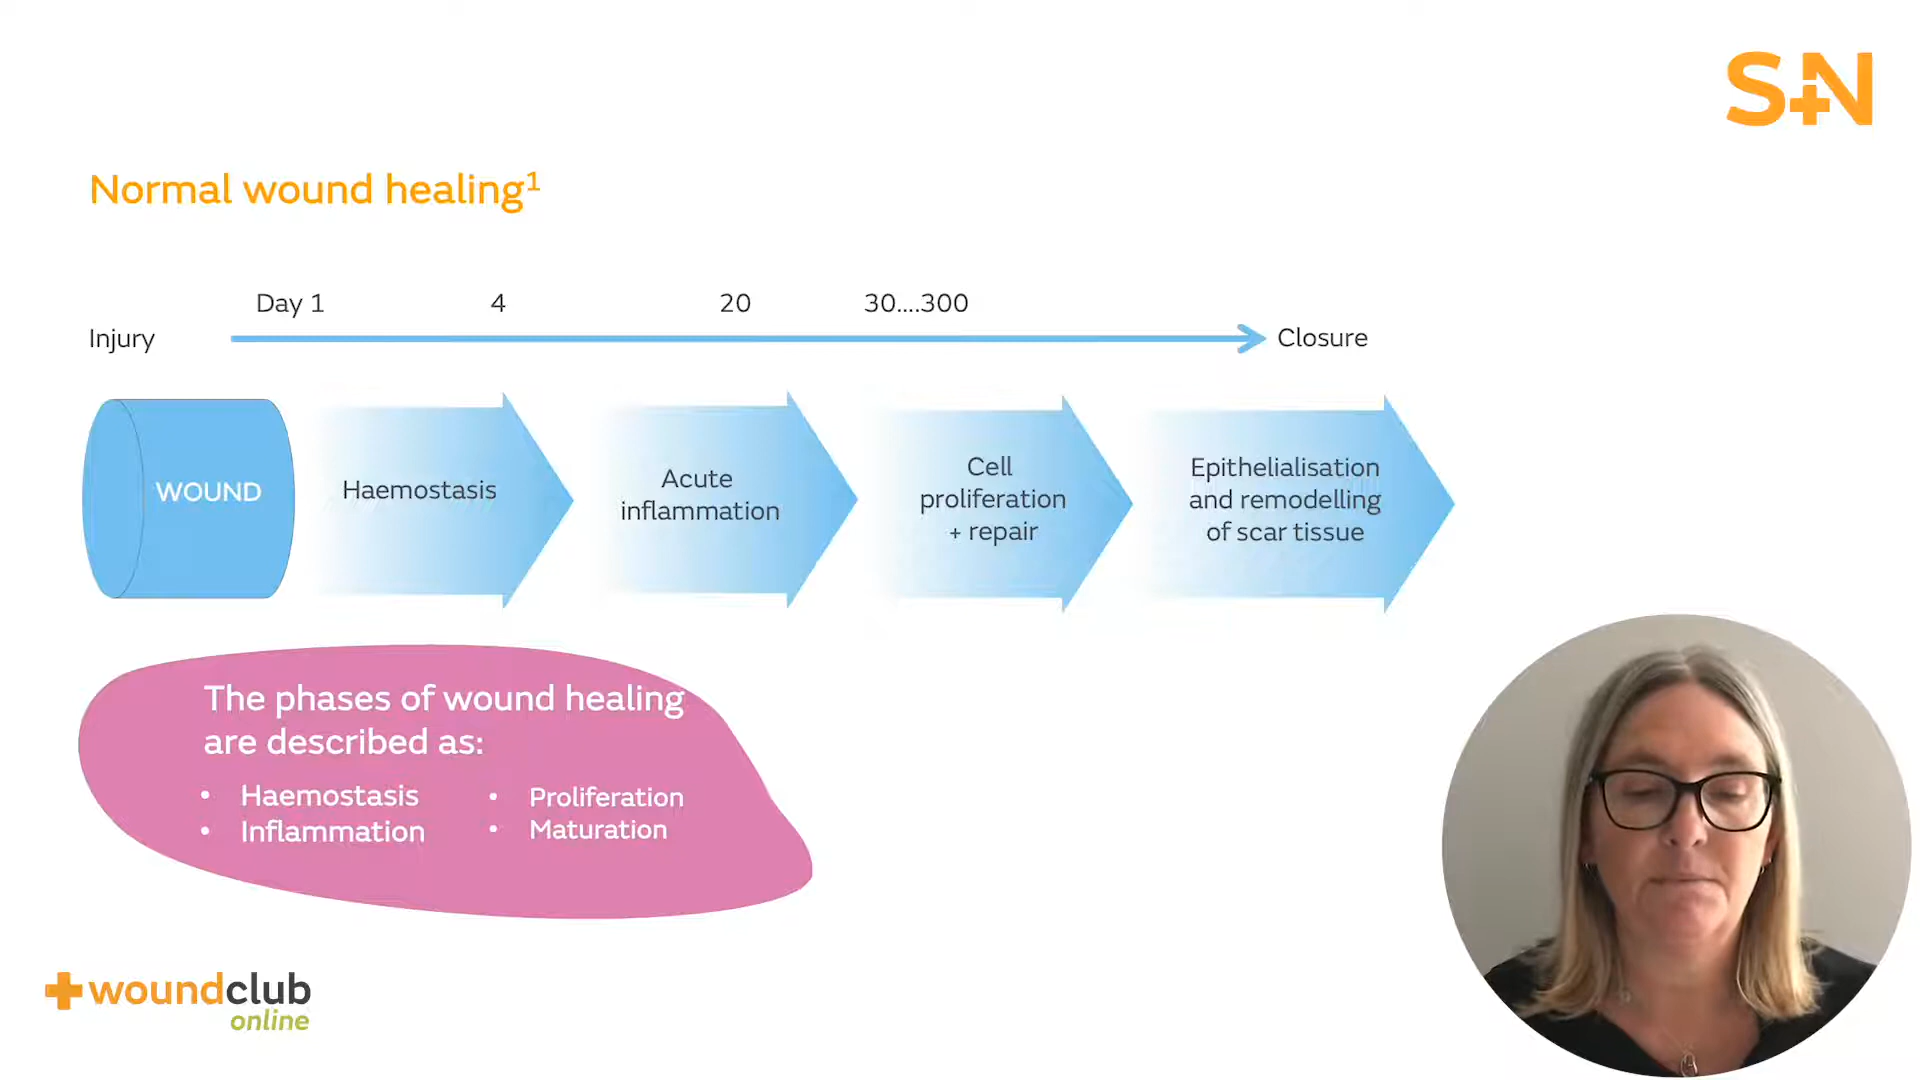 S+N
Normal wound healing¹
Day 1 4 20 30....300
Injury
Closure
WOUND
Haemostasis
Acute
inflammation
Cell
proliferation
+ repair
Epithelialisation
and remodelling
of scar tissue
The phases of wound healing
are described as:
• Haemostasis
• Inflammation
• Proliferation
• Maturation
woundclub
online